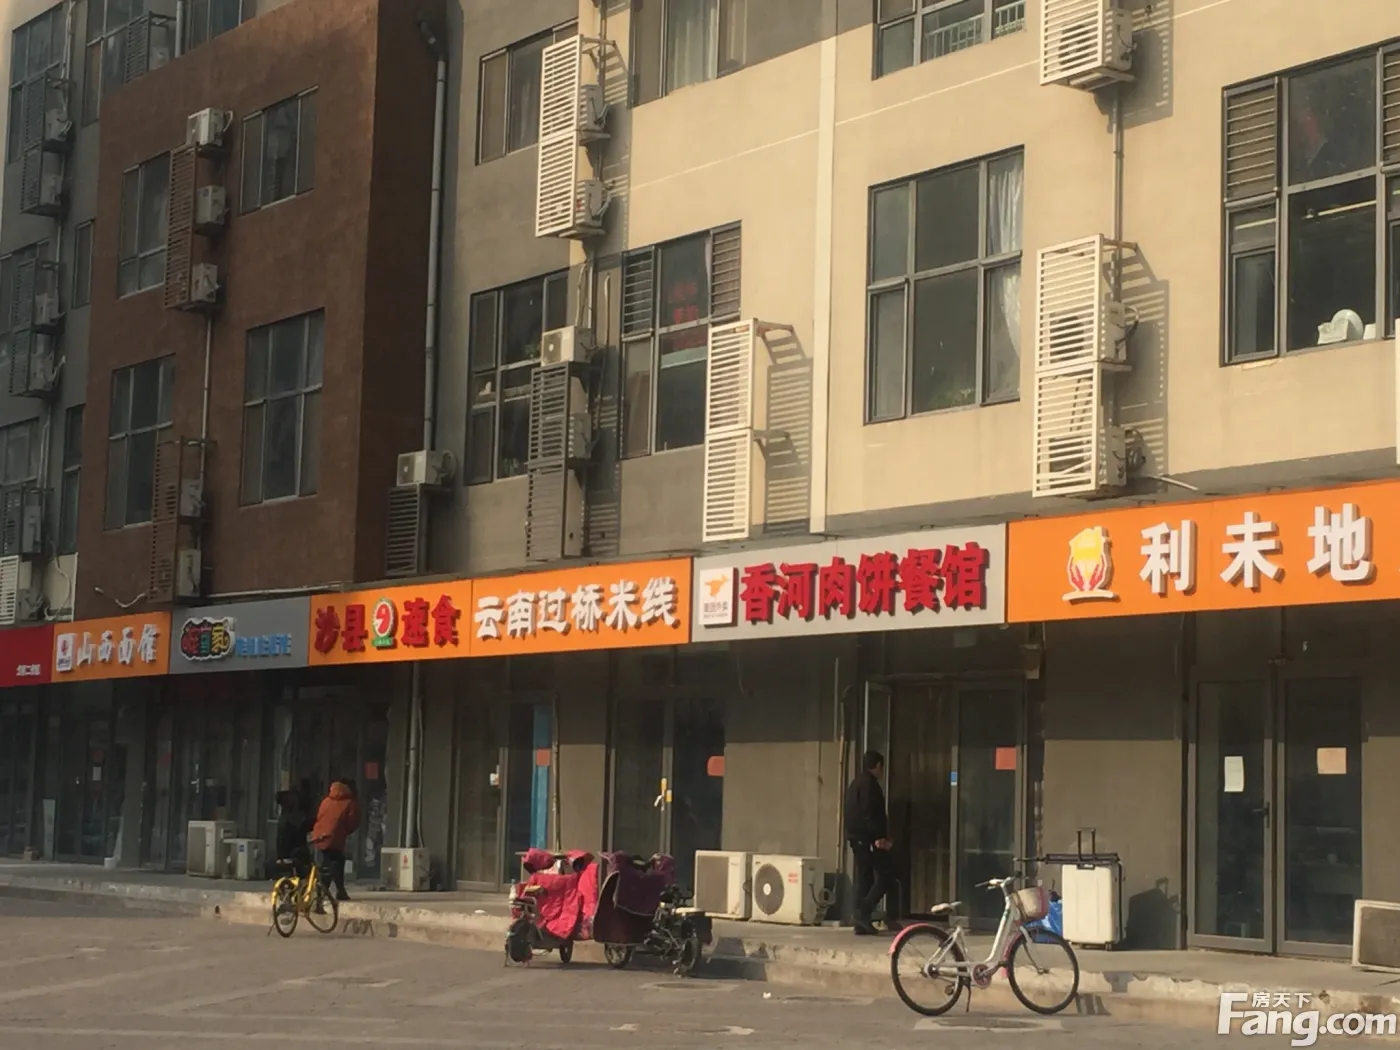 山西面馆
沙县速食
云南过桥米线
香河肉饼餐馆
利未地
房天下
Fang.com